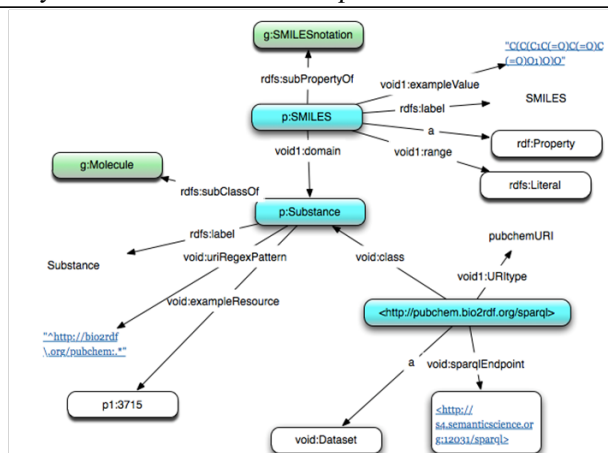 g:SMILESnotation
"C(C(C1C(=O)C(=O)C
(=O)O1)O)O"
rdfs:subPropertyOf
void1:exampleValue
rdfs:label
SMILES
p:SMILES
a
rdf:Property
void1:domain
void1:range
g:Molecule
rdfs:Literal
rdfs:subClassOf
p:Substance
rdfs:label
pubchemURI
Substance
void:uriRegexPattern
void:class
void1:URItype
void:exampleResource
<http://pubchem.bio2rdf.org/sparql>
"^http://bio2rdf
\.org/pubchem:.*"
a
void:sparqlEndpoint
p1:3715
<http://
s4.semanticscience.or
g:12031/sparql>
void:Dataset